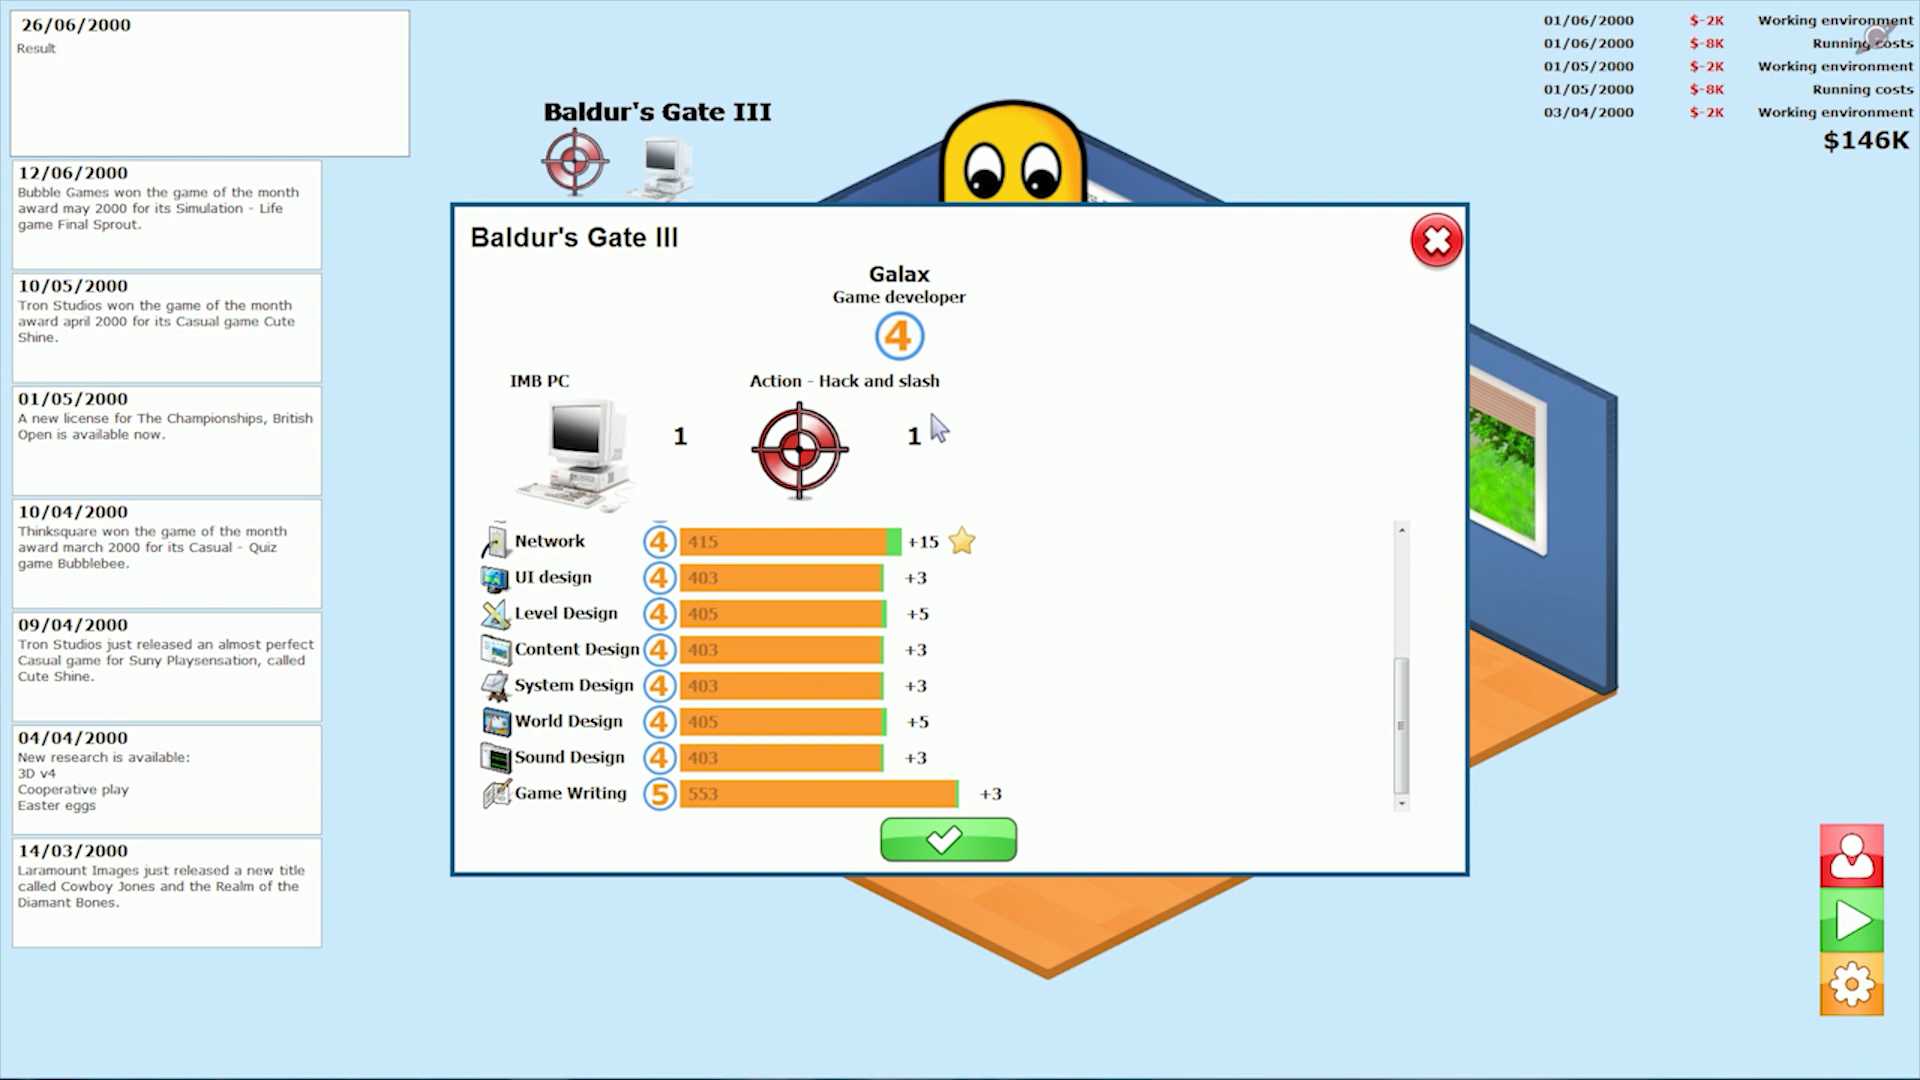 26/06/2000
Result
12/06/2000
Bubble Games won the game of the month
award may 2000 for its Simulation - Life
game Final Sprout.
10/05/2000
Tron Studios won the game of the month
award april 2000 for its Casual game Cute
Shine.
01/05/2000
A new license for The Championships, British
Open is available now.
10/04/2000
Thinksquare won the game of the month
award march 2000 for its Casual - Quiz
game Bubblebee.
09/04/2000
Tron Studios just released an almost perfect
Casual game for Suny Playsensation, called
Cute Shine.
04/04/2000
New research is available:
3D v4
Cooperative play
Easter eggs
14/03/2000
Laramount Images just released a new title
called Cowboy Jones and the Realm of the
Diamant Bones.
Baldur's Gate III
01/06/2000 $-2K Working environment
01/06/2000 $-8K Running costs
01/05/2000 $-2K Working environment
01/05/2000 $-8K Running costs
03/04/2000 $-2K Working environment
$146K
Baldur's Gate III
Galax
Game developer
4
IMB PC
1
Action - Hack and slash
1
Network 4 415 +15
UI design 4 403 +3
Level Design 4 405 +5
Content Design 4 403 +3
System Design 4 403 +3
World Design 4 405 +5
Sound Design 4 403 +3
Game Writing 5 553 +3